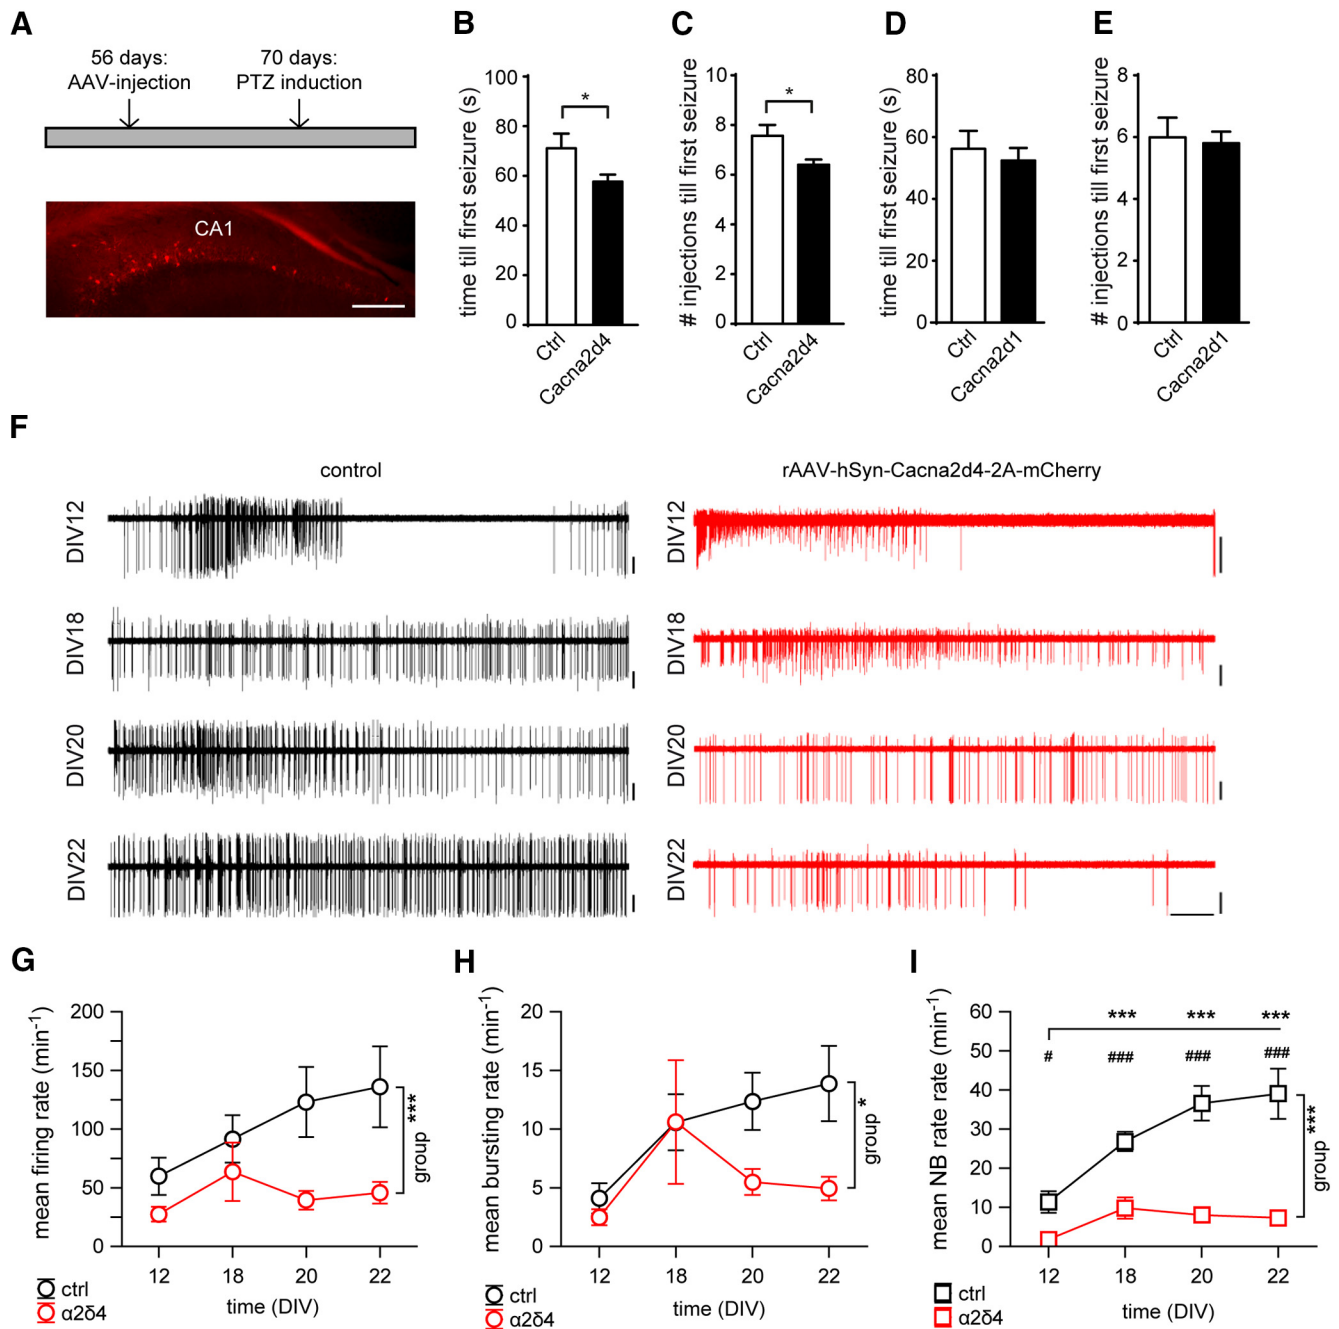 A
56 days:
AAV-injection
70 days:
PTZ induction
CA1
B
time till first seizure (s)
100
80
60
40
20
0
*
Ctrl
Cacna2d4
C
# injections till first seizure
10
8
6
4
2
0
*
Ctrl
Cacna2d4
D
time till first seizure (s)
80
60
40
20
0
Ctrl
Cacna2d1
E
# injections till first seizure
8
6
4
2
0
Ctrl
Cacna2d1
F
control
rAAV-hSyn-Cacna2d4-2A-mCherry
DIV12
DIV12
DIV18
DIV18
DIV20
DIV20
DIV22
DIV22
G
mean firing rate (min⁻¹)
200
150
100
50
0
12 18 20 22
time (DIV)
***
group
ctrl
α2δ4
H
mean bursting rate (min⁻¹)
20
15
10
5
0
12 18 20 22
time (DIV)
*
group
ctrl
α2δ4
I
mean NB rate rate (min⁻¹)
60
50
40
30
20
10
0
*** *** ***
# ### ### ###
12 18 20 22
time (DIV)
***
group
ctrl
α2δ4